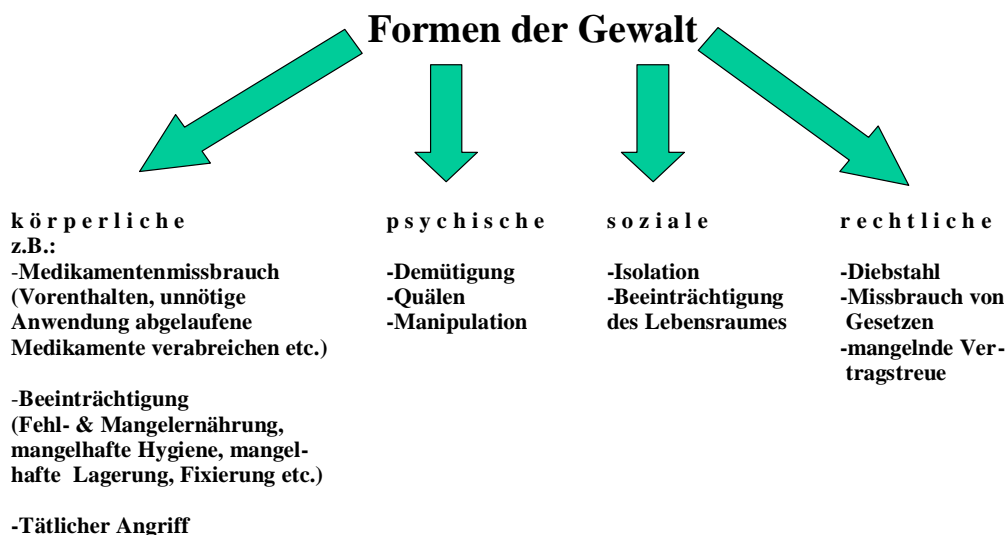 Formen der Gewalt
k ö r p e r l i c h e
z.B.:
-Medikamentenmissbrauch
(Vorenthalten, unnötige
Anwendung abgelaufene
Medikamente verabreichen etc.)
-Beeinträchtigung
(Fehl- & Mangelernährung,
mangelhafte Hygiene, mangel-
hafte Lagerung, Fixierung etc.)
-Tätlicher Angriff
p s y c h i s c h e
-Demütigung
-Quälen
-Manipulation
s o z i a l e
-Isolation
-Beeinträchtigung
des Lebensraumes
r e c h t l i c h e
-Diebstahl
-Missbrauch von
Gesetzen
-mangelnde Ver-
tragstreue